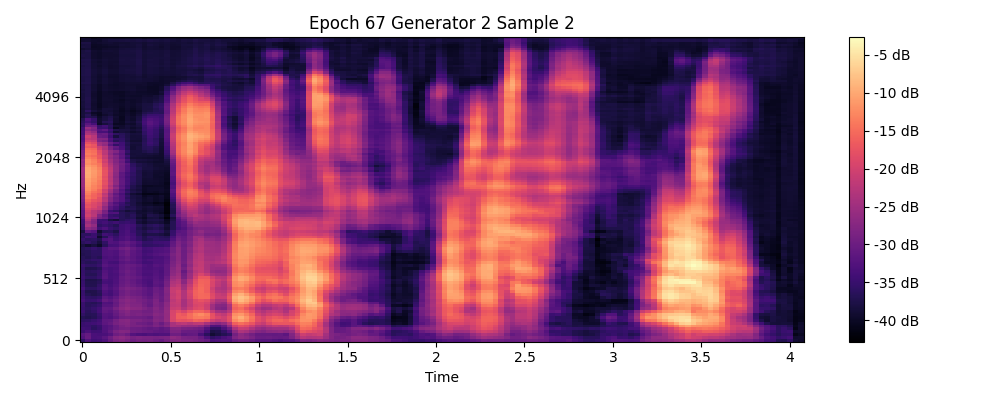 Epoch 67 Generator 2 Sample 2
Hz
4096
2048
1024
512
0
0
0.5
1
1.5
2
2.5
3
3.5
4
Time
-5 dB
-10 dB
-15 dB
-20 dB
-25 dB
-30 dB
-35 dB
-40 dB